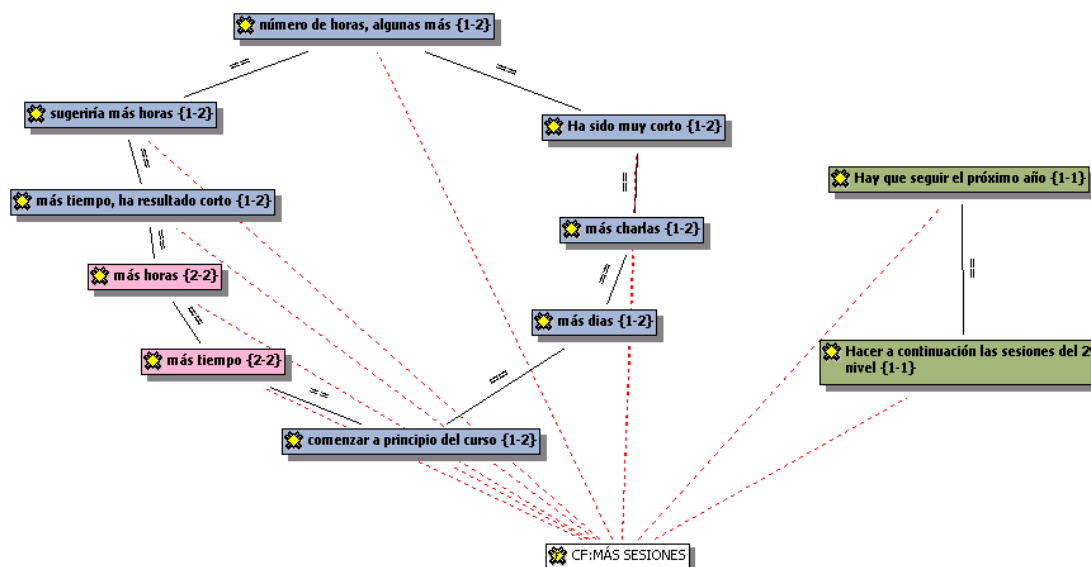 número de horas, algunas más {1-2}
sugeriría más horas {1-2}
Ha sido muy corto {1-2}
más tiempo, ha resultado corto {1-2}
Hay que seguir el próximo año {1-1}
más charlas {1-2}
más horas {2-2}
más dias {1-2}
más tiempo {2-2}
Hacer a continuación las sesiones del 2º
nivel {1-1}
comenzar a principio del curso {1-2}
CF:MÁS SESIONES